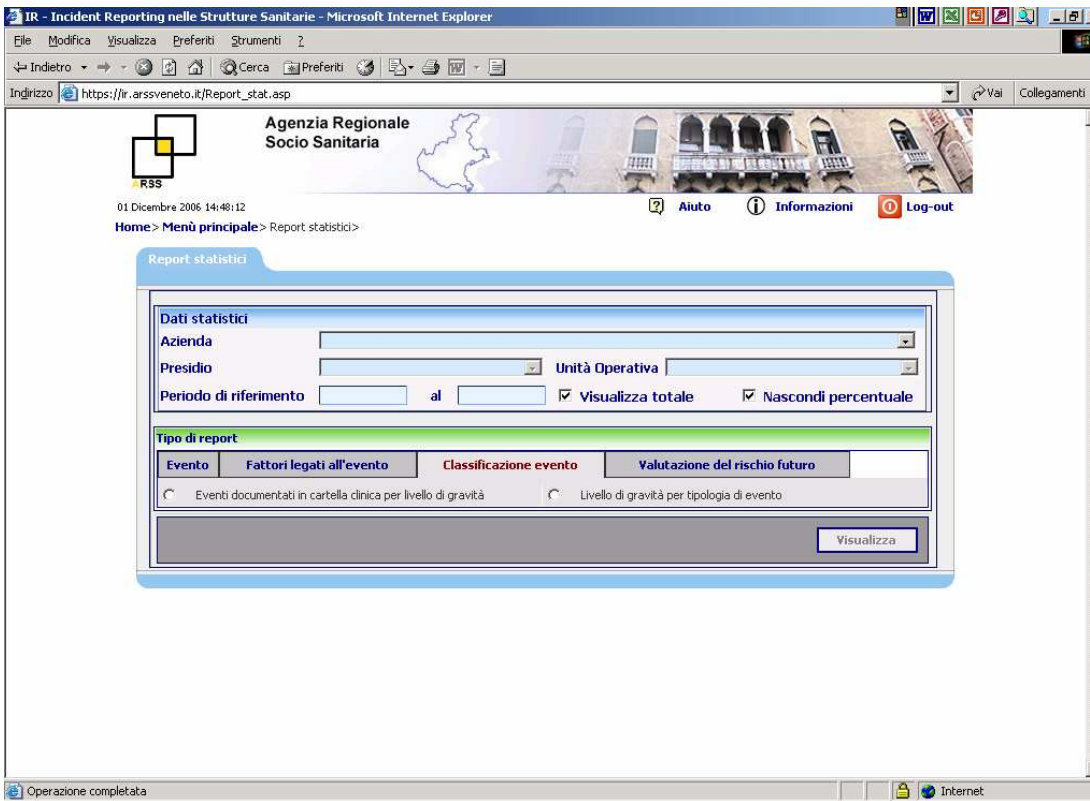 IR - Incident Reporting nelle Strutture Sanitarie - Microsoft Internet Explorer
File Modifica Visualizza Preferiti Strumenti ?
Indietro Cerca Preferiti
Indirizzo https://ir.arssveneto.it/Report_stat.asp Vai Collegamenti
Agenzia Regionale
Socio Sanitaria
ARSS
01 Dicembre 2006 14:48:12 Aiuto Informazioni Log-out
Home> Menù principale> Report statistici>
Report statistici
Dati statistici
Azienda
Presidio Unità Operativa
Periodo di riferimento al Visualizza totale Nascondi percentuale
Tipo di report
Evento Fattori legati all'evento Classificazione evento Valutazione del rischio futuro
Eventi documentati in cartella clinica per livello di gravità Livello di gravità per tipologia di evento
Visualizza
Operazione completata Internet